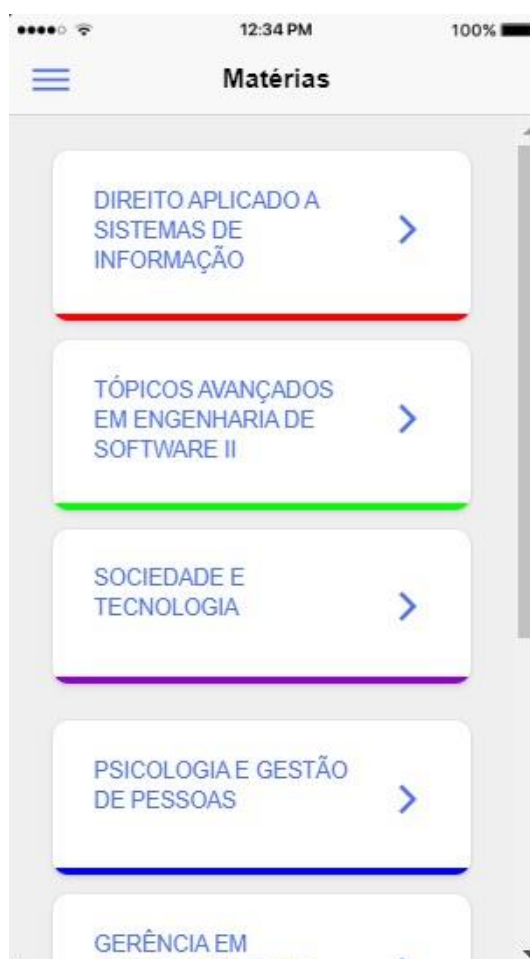 12:34 PM
100%
Matérias
DIREITO APLICADO A
SISTEMAS DE
INFORMAÇÃO
TÓPICOS AVANÇADOS
EM ENGENHARIA DE
SOFTWARE II
SOCIEDADE E
TECNOLOGIA
PSICOLOGIA E GESTÃO
DE PESSOAS
GERÊNCIA EM